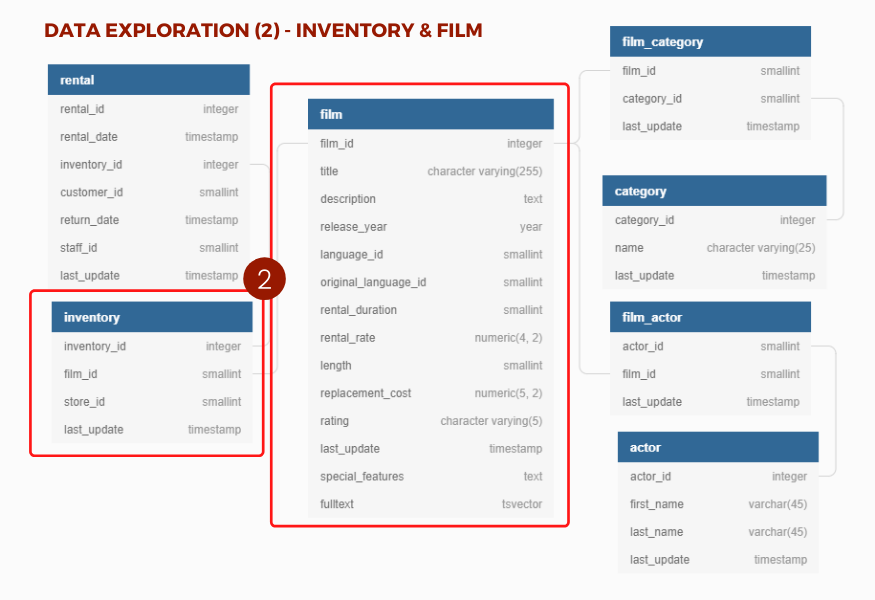 DATA EXPLORATION (2) - INVENTORY & FILM
rental
rental_id integer
rental_date timestamp
inventory_id integer
customer_id smallint
return_date timestamp
staff_id smallint
last_update timestamp
2
inventory
inventory_id integer
film_id smallint
store_id smallint
last_update timestamp
film
film_id integer
title character varying(255)
description text
release_year year
language_id smallint
original_language_id smallint
rental_duration smallint
rental_rate numeric(4, 2)
length smallint
replacement_cost numeric(5, 2)
rating character varying(5)
last_update timestamp
special_features text
fulltext tsvector
film_category
film_id smallint
category_id smallint
last_update timestamp
category
category_id integer
name character varying(25)
last_update timestamp
film_actor
actor_id smallint
film_id smallint
last_update timestamp
actor
actor_id integer
first_name varchar(45)
last_name varchar(45)
last_update timestamp